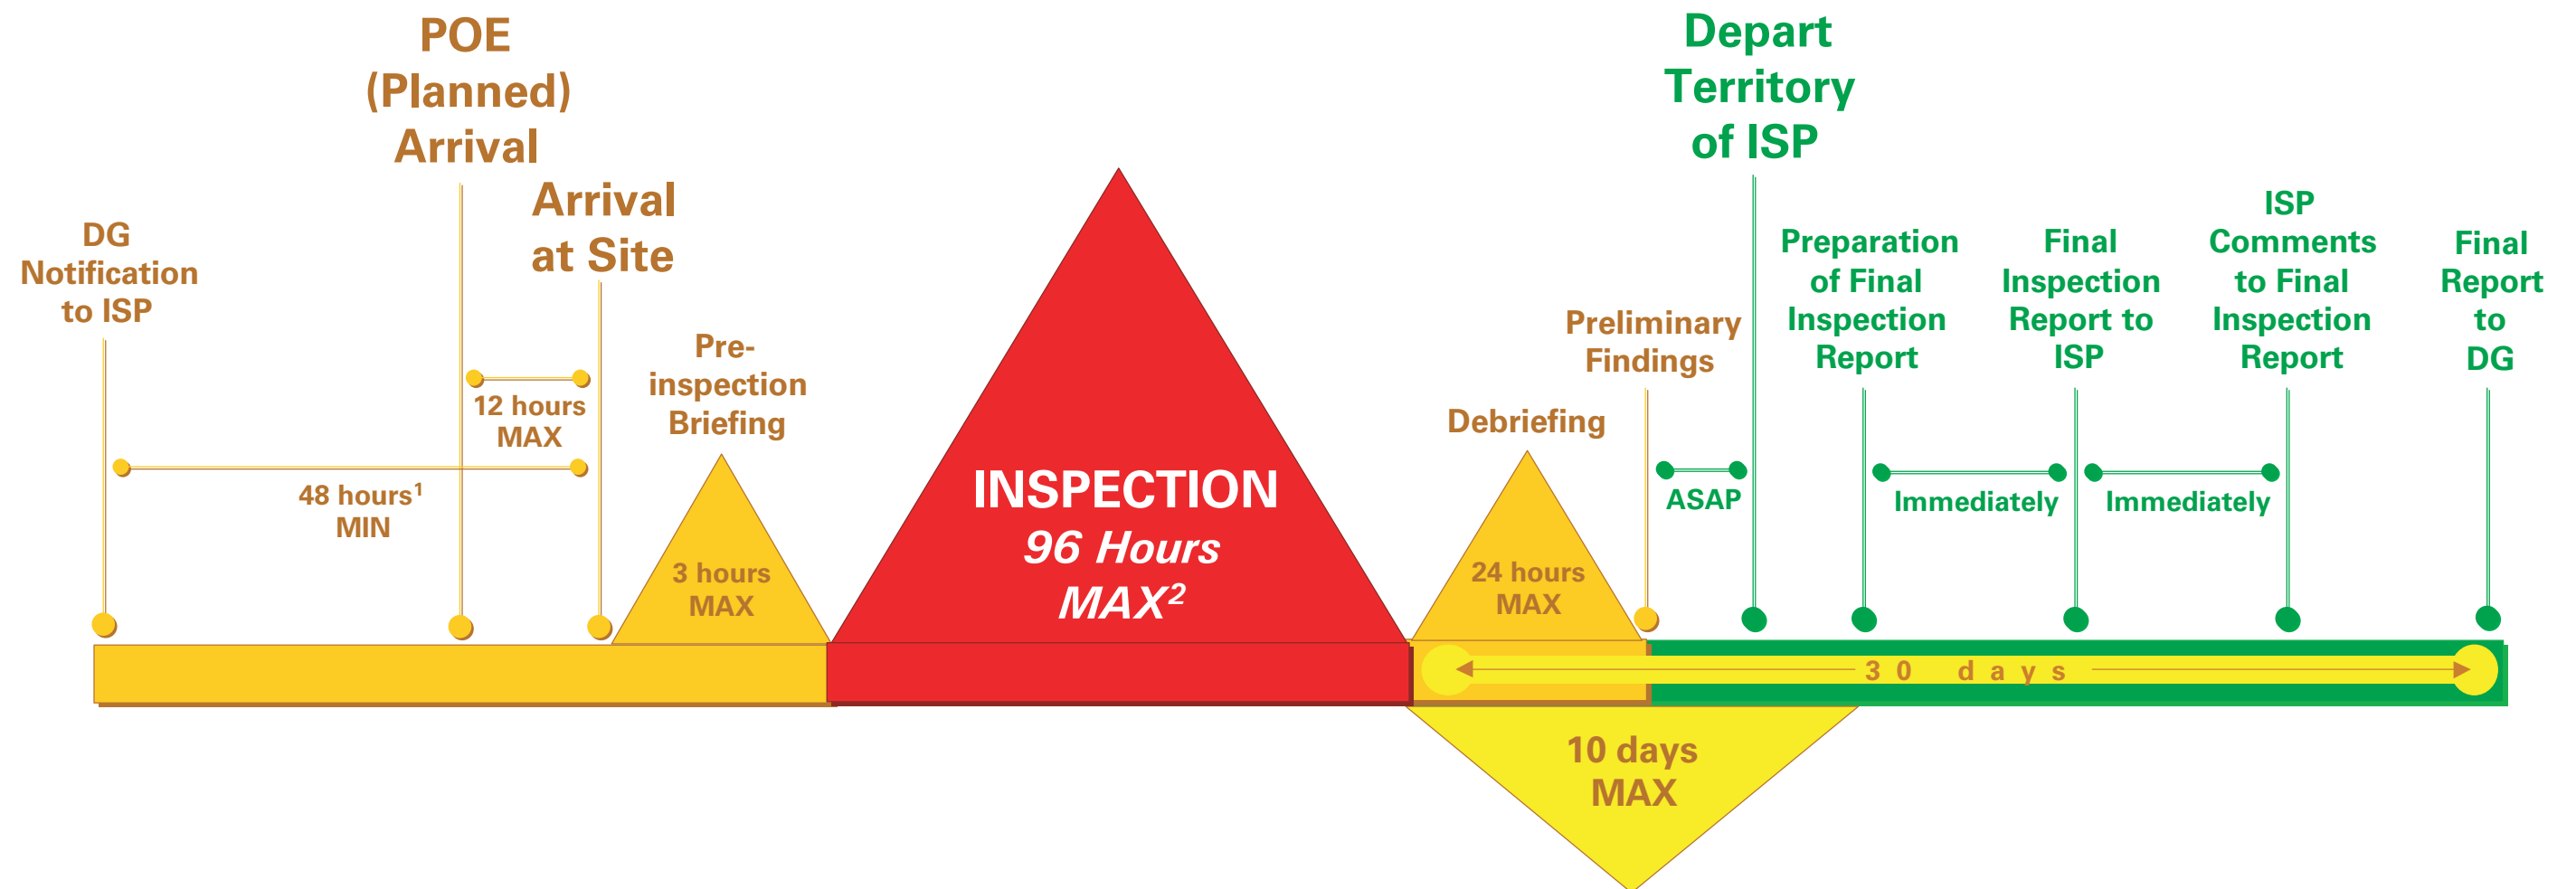 DG
Notification
to ISP
POE
(Planned)
Arrival
Arrival
at Site
12 hours
MAX
48 hours¹
MIN
Pre-
inspection
Briefing
3 hours
MAX
INSPECTION
96 Hours
MAX²
Debriefing
24 hours
MAX
Preliminary
Findings
ASAP
Depart
Territory
of ISP
Preparation
of Final
Inspection
Report
Immediately
Final
Inspection
Report to
ISP
Immediately
ISP
Comments
to Final
Inspection
Report
Final
Report
to
DG
30 days
10 days
MAX